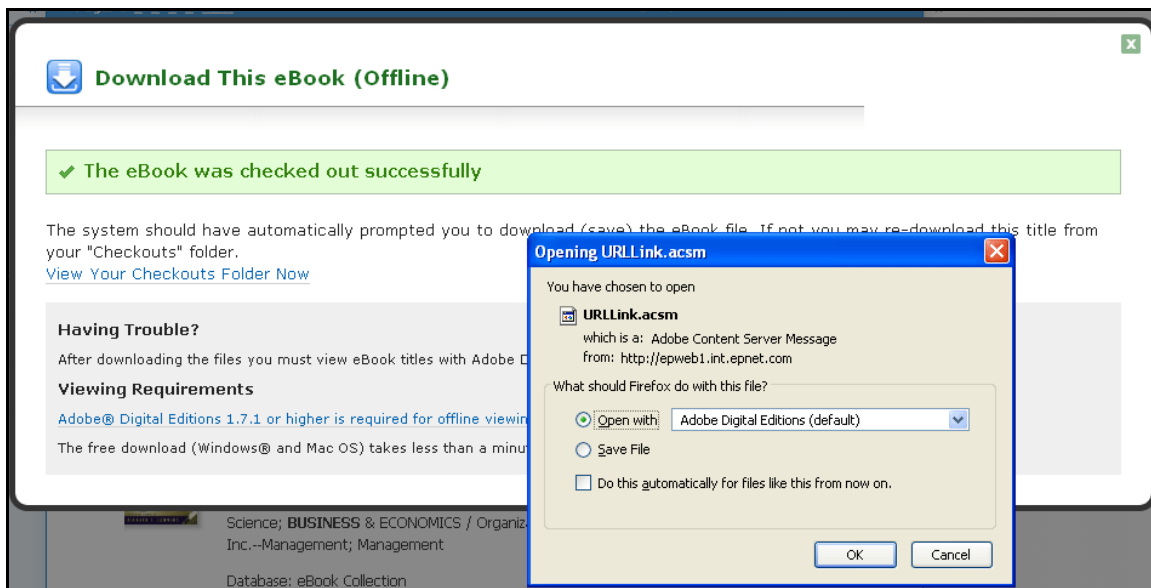 Download This eBook (Offline)
x
The eBook was checked out successfully
The system should have automatically prompted you to download (save) the eBook file. If not you may re-download this title from
your "Checkouts" folder.
View Your Checkouts Folder Now
Having Trouble?
After downloading the files you must view eBook titles with Adobe D
Viewing Requirements
Adobe® Digital Editions 1.7.1 or higher is required for offline viewin
The free download (Windows® and Mac OS) takes less than a minu
Opening URLLink.acsm
You have chosen to open
URLLink.acsm
which is a: Adobe Content Server Message
from: http://epweb1.int.epnet.com
What should Firefox do with this file?
Open with
Adobe Digital Editions (default)
Save File
Do this automatically for files like this from now on.
OK
Cancel
Science; BUSINESS & ECONOMICS / Organiza
Inc.--Management; Management
Database: eBook Collection